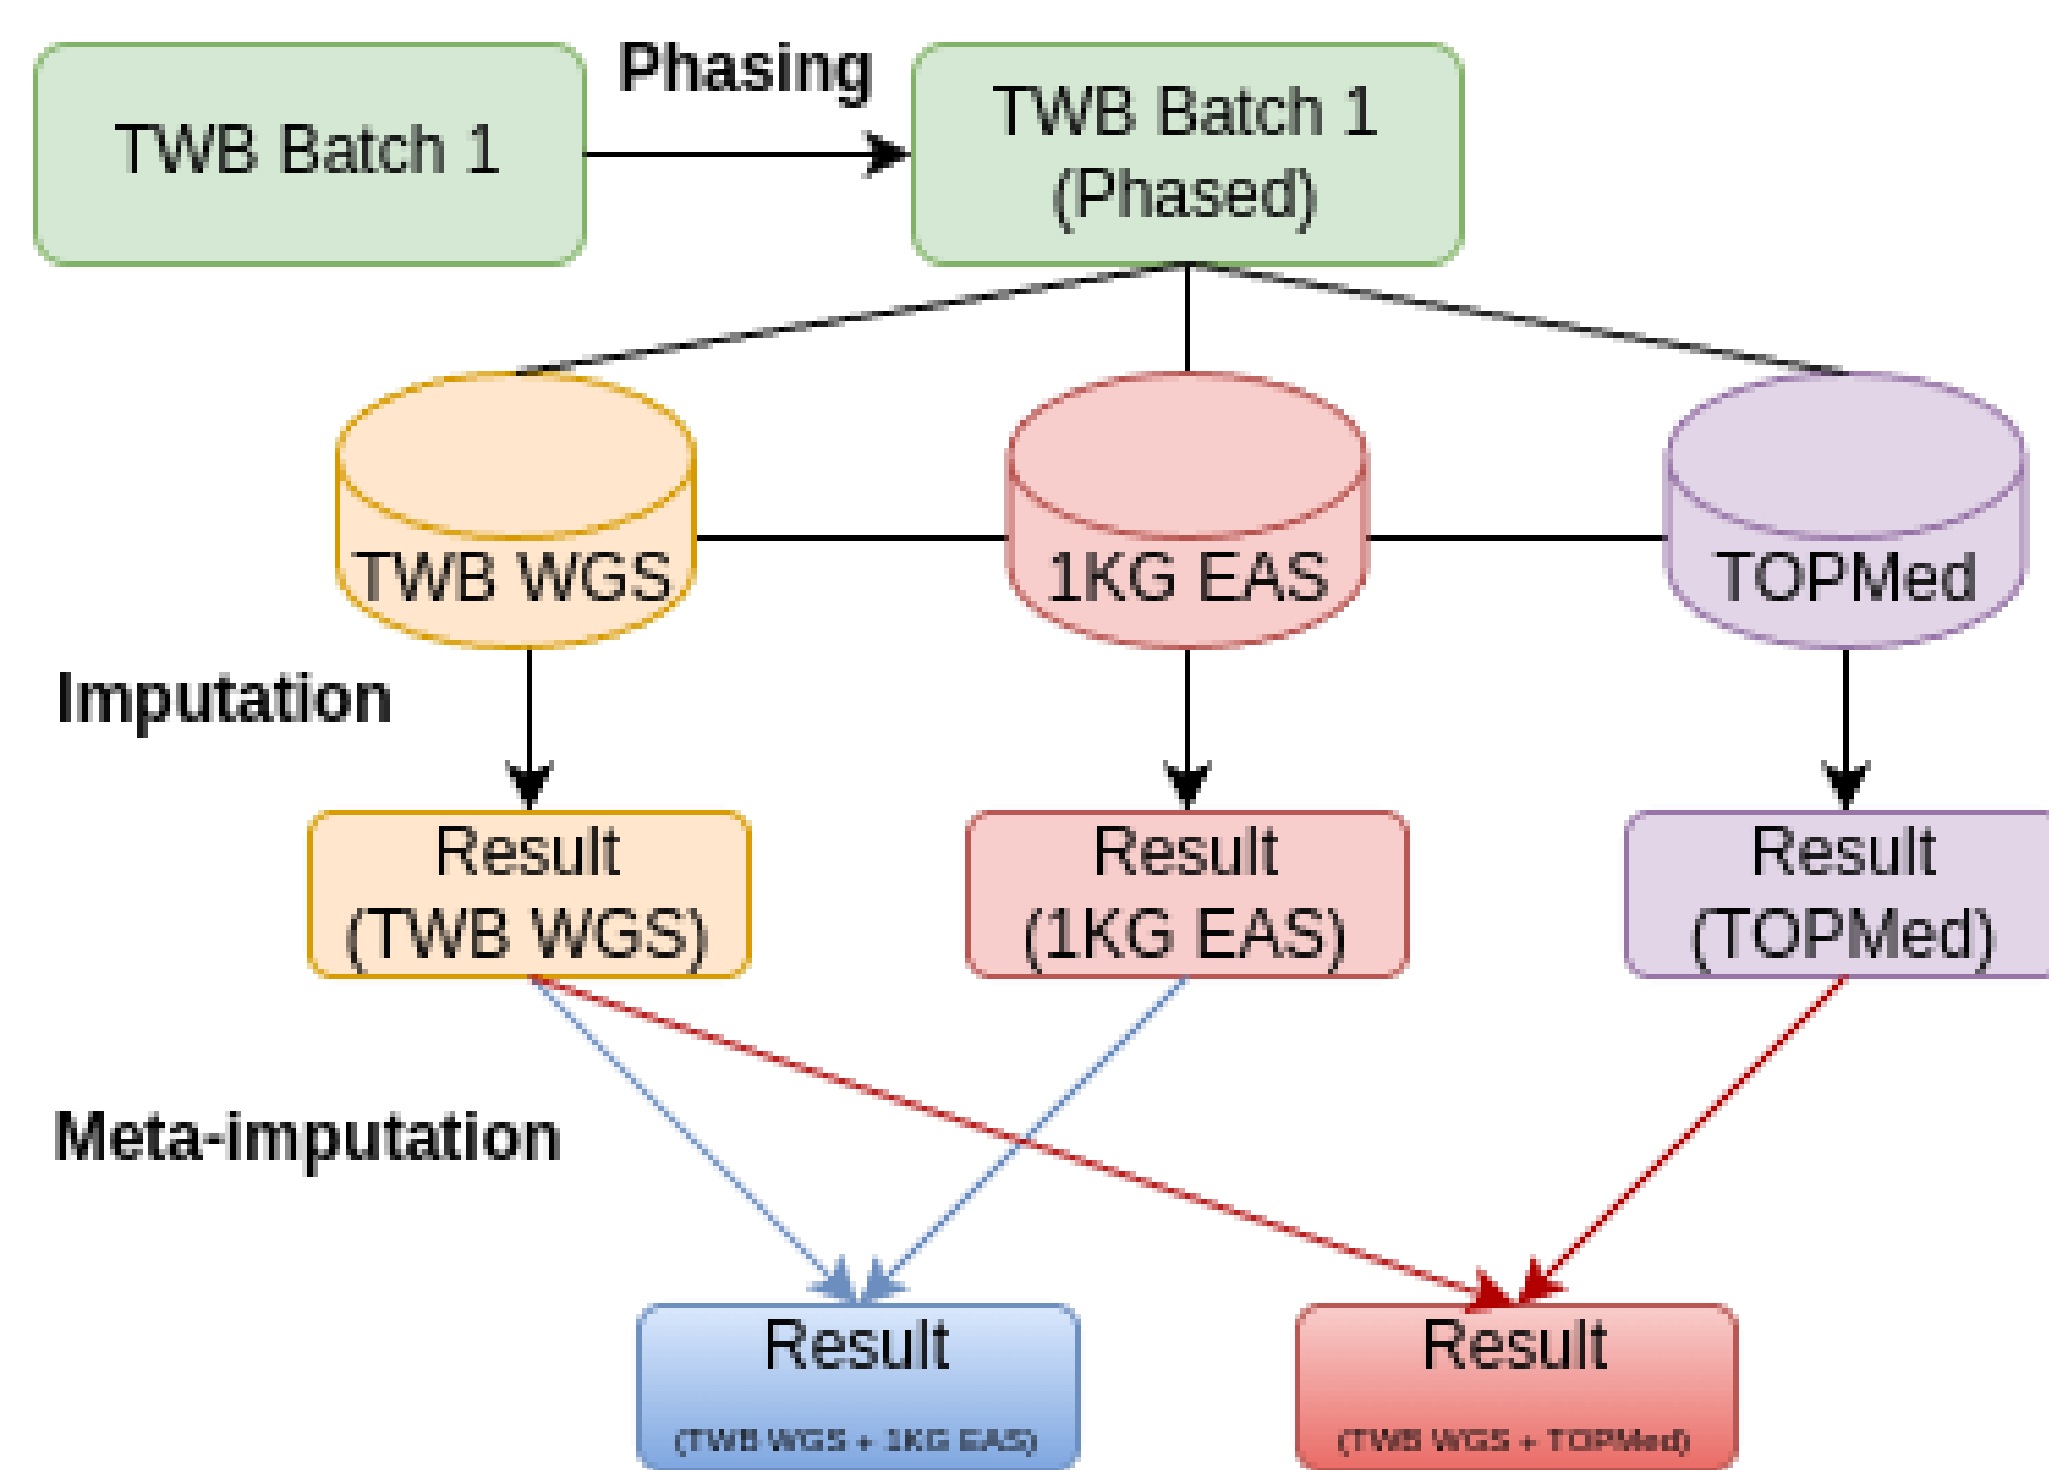 Phasing
TWB Batch 1
TWB Batch 1
(Phased)
TWB WGS
1KG EAS
TOPMed
Imputation
Result
(TWB WGS)
Result
(1KG EAS)
Result
(TOPMed)
Meta-imputation
Result
(TWB WGS + 1KG EAS)
Result
(TWB WGS + TOPMed)